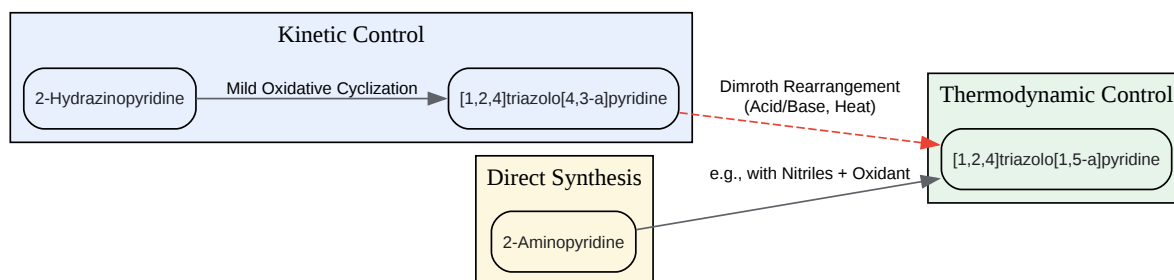 Kinetic Control
2-Hydrazinopyridine
Mild Oxidative Cyclization
[1,2,4]triazolo[4,3-a]pyridine
Dimroth Rearrangement
(Acid/Base, Heat)
Thermodynamic Control
[1,2,4]triazolo[1,5-a]pyridine
Direct Synthesis
2-Aminopyridine
e.g., with Nitriles + Oxidant